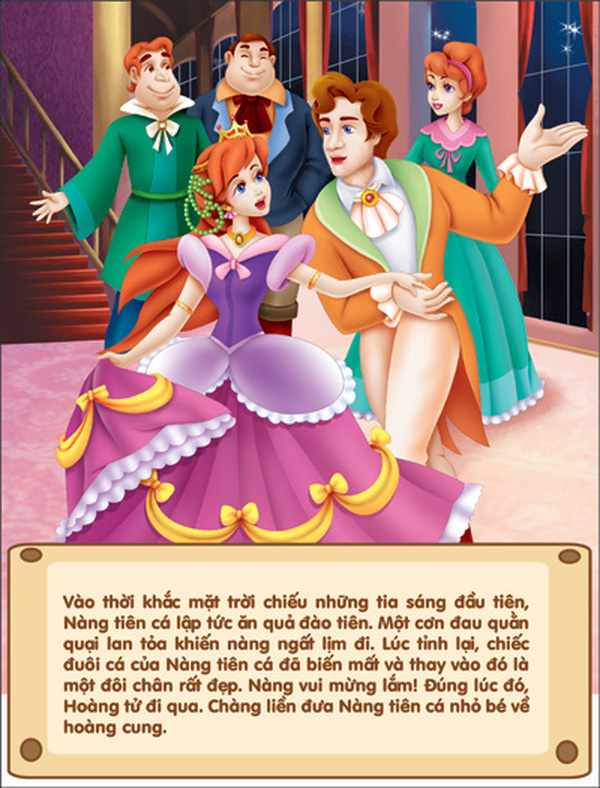 Vào thời khắc mặt trời chiếu những tia sáng đầu tiên,
Nàng tiên cá lập tức ăn quả đào tiên. Một cơn đau quằn
quại lan tỏa khiến nàng ngất lịm đi. Lúc tỉnh lại, chiếc
đuôi cá của Nàng tiên cá đã biến mất và thay vào đó là
một đôi chân rất đẹp. Nàng vui mừng lắm! Đúng lúc đó,
Hoàng tử đi qua. Chàng liền đưa Nàng tiên cá nhỏ bé về
hoàng cung.